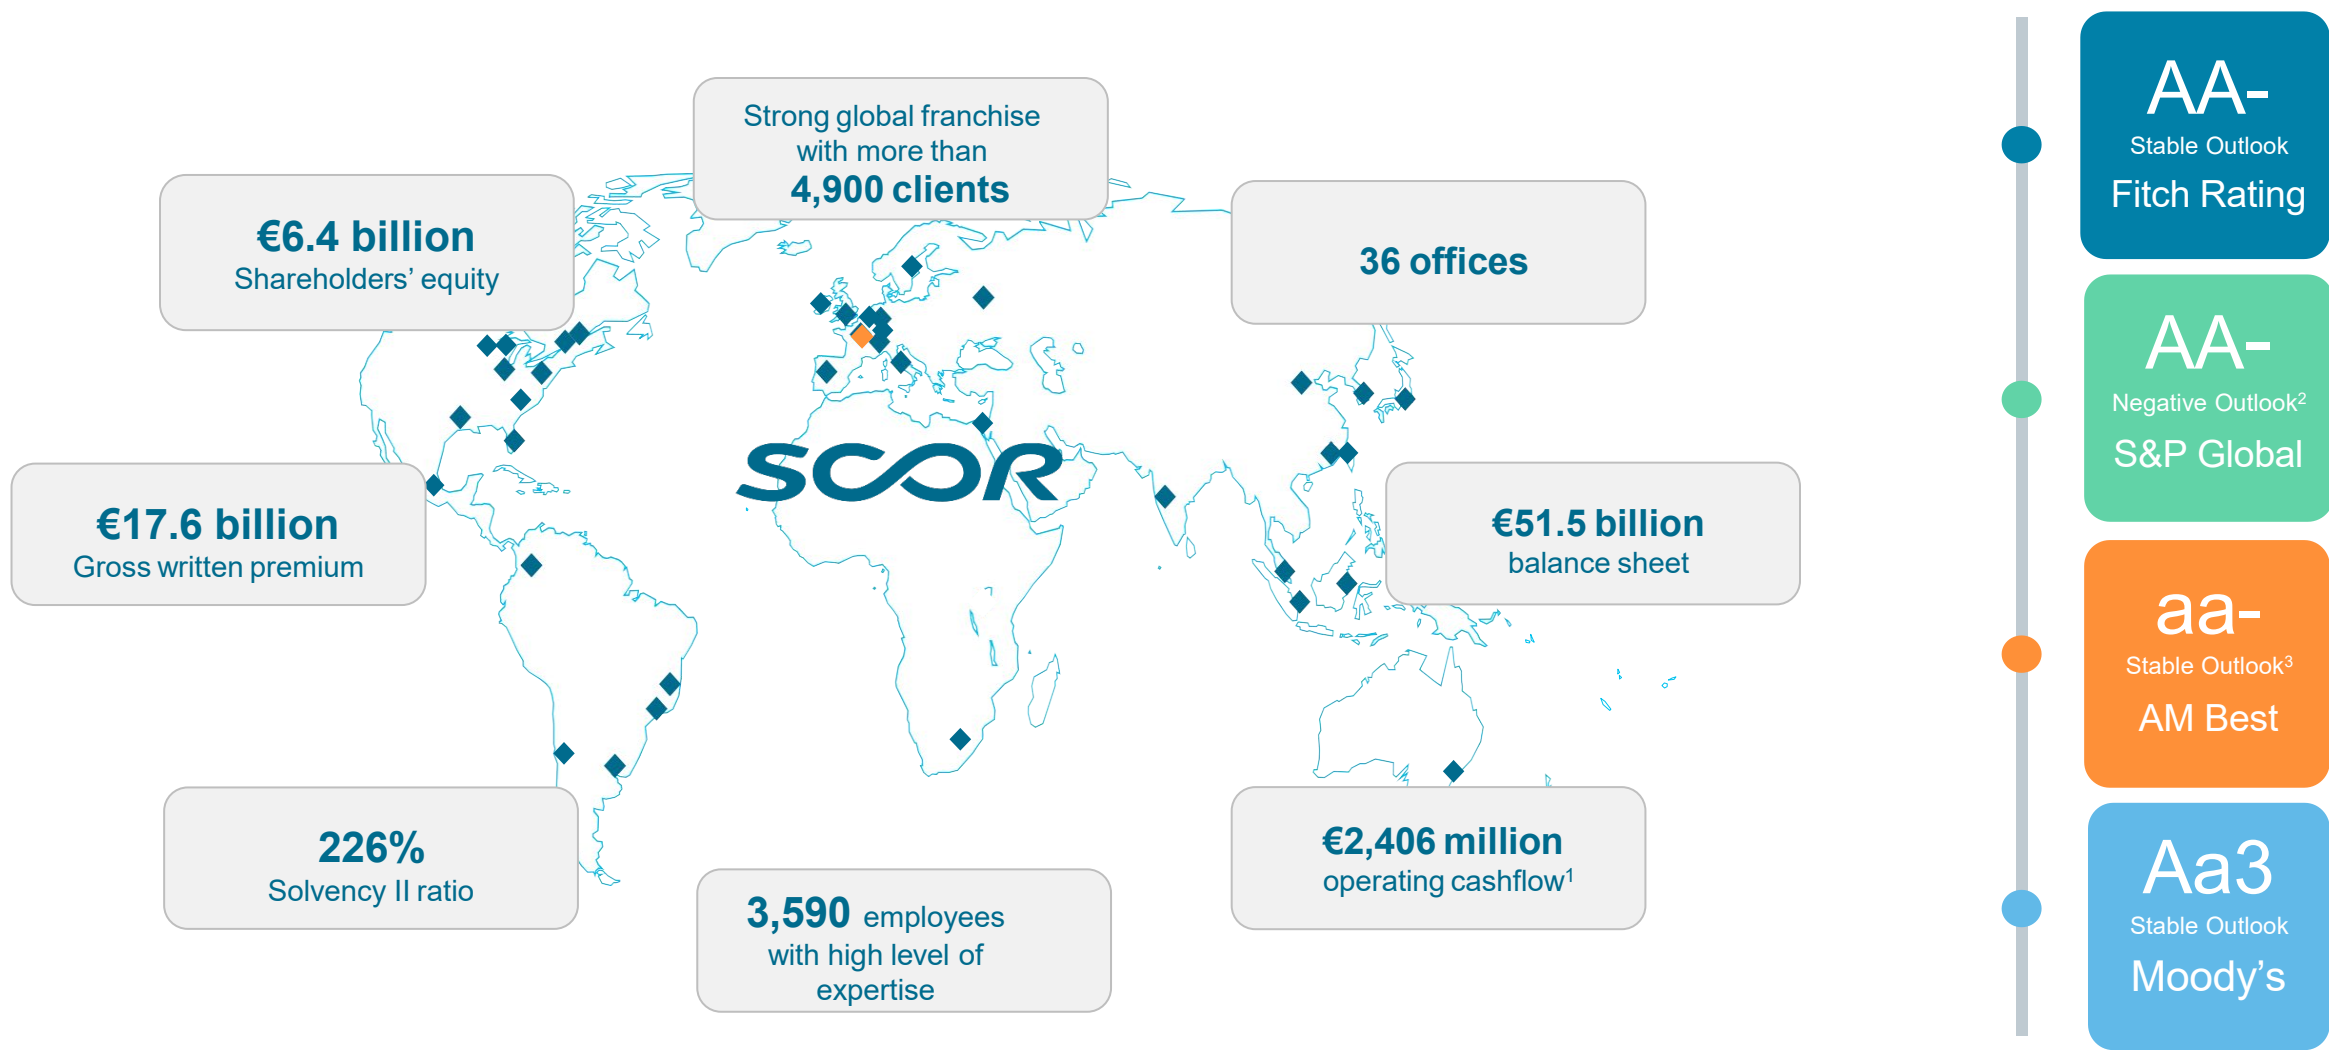 Strong global franchise
with more than
4,900 clients
€6.4 billion
Shareholders’ equity
36 offices
SCOR
€17.6 billion
Gross written premium
€51.5 billion
balance sheet
226%
Solvency II ratio
€2,406 million
operating cashflow¹
3,590 employees
with high level of
expertise
AA-
Stable Outlook
Fitch Rating
AA-
Negative Outlook²
S&P Global
aa-
Stable Outlook³
AM Best
Aa3
Stable Outlook
Moody’s